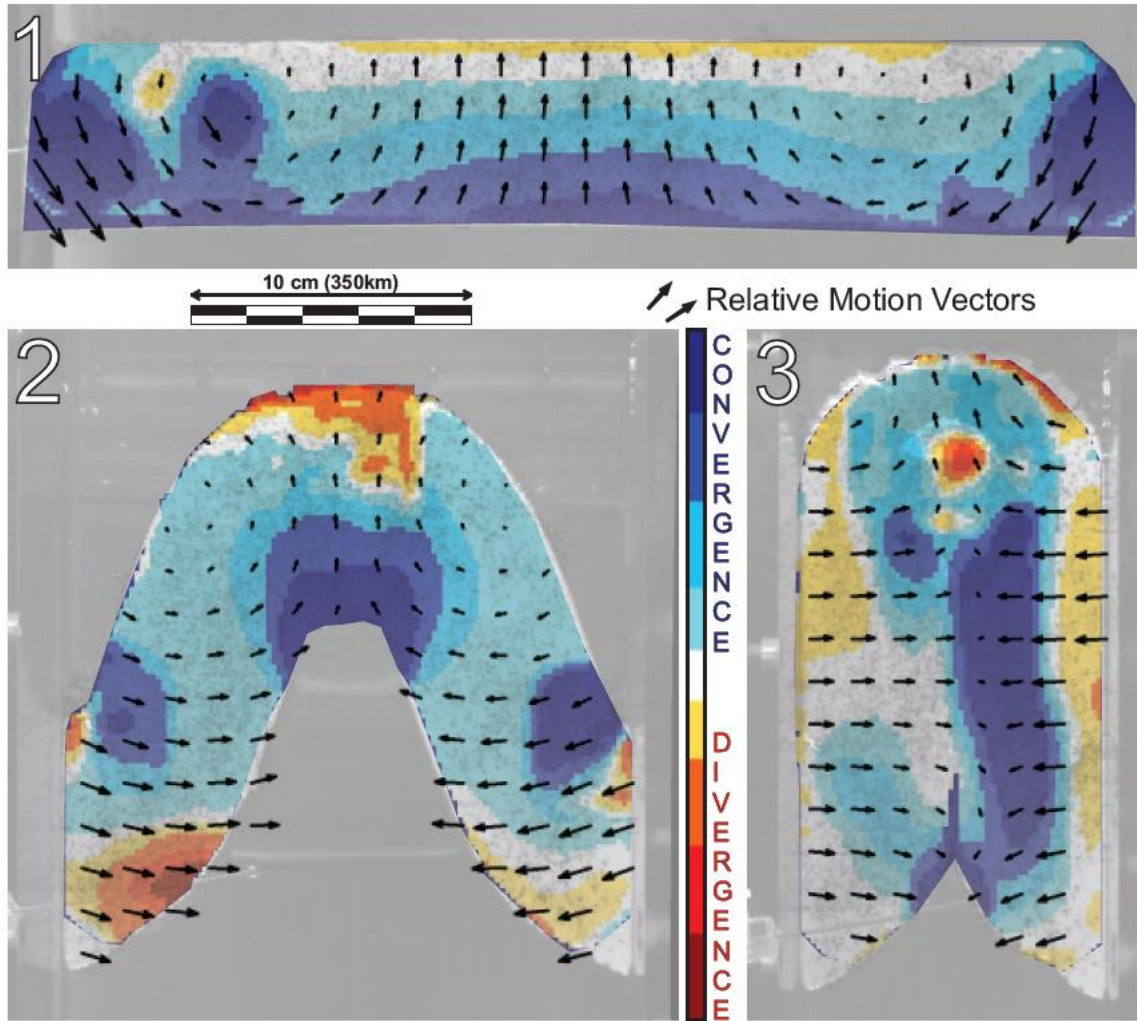 1
10 cm (350km)
Relative Motion Vectors
2
3
CONVERGENCE
DIVERGENCE